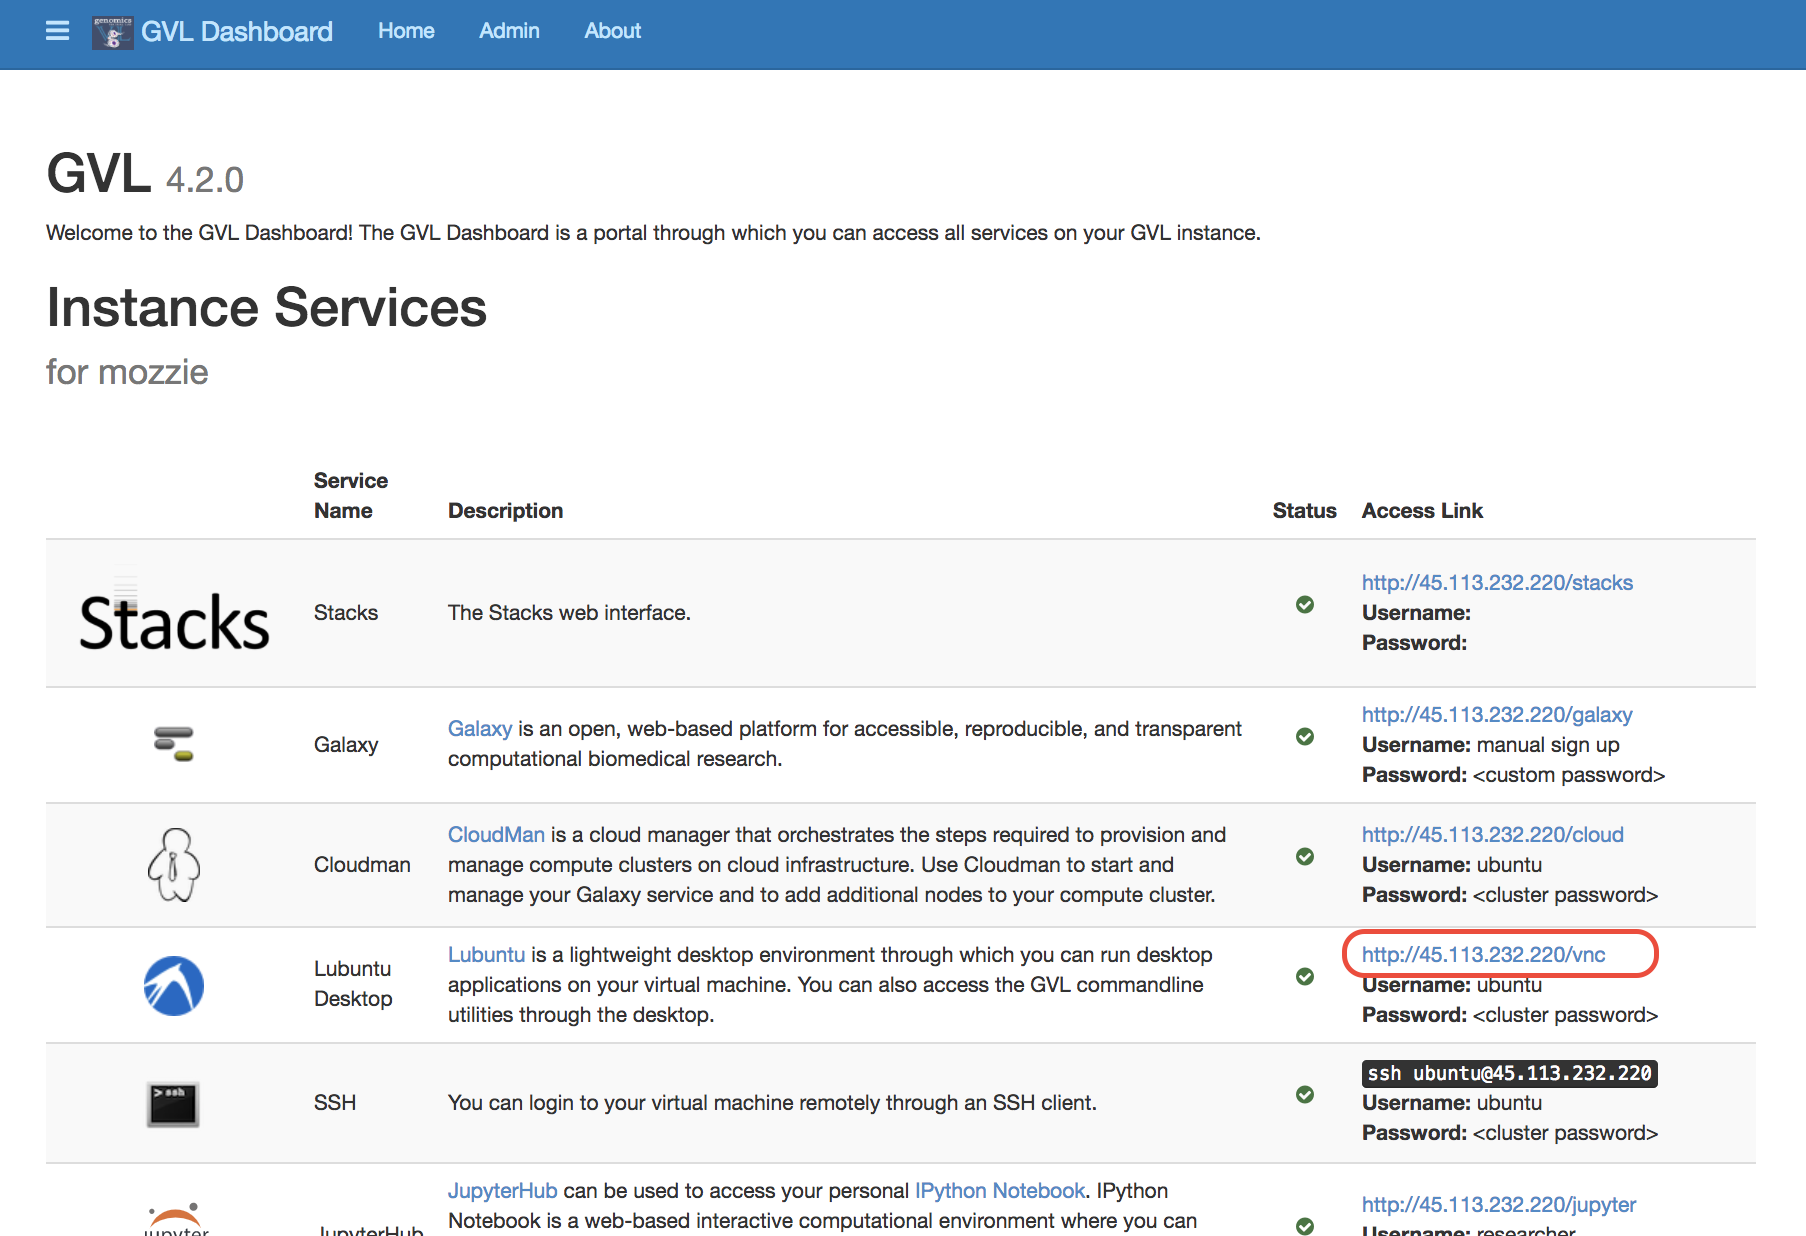 genomics
GVL Dashboard Home Admin About
GVL 4.2.0
Welcome to the GVL Dashboard! The GVL Dashboard is a portal through which you can access all services on your GVL instance.
Instance Services
for mozzie
Service
Name Description Status Access Link
Stacks
Stacks
The Stacks web interface.
http://45.113.232.220/stacks
Username:
Password:
Galaxy
Galaxy is an open, web-based platform for accessible, reproducible, and transparent
computational biomedical research.
http://45.113.232.220/galaxy
Username: manual sign up
Password: <custom password>
Cloudman
CloudMan is a cloud manager that orchestrates the steps required to provision and
manage compute clusters on cloud infrastructure. Use Cloudman to start and
manage your Galaxy service and to add additional nodes to your compute cluster.
http://45.113.232.220/cloud
Username: ubuntu
Password: <cluster password>
Lubuntu
Desktop
Lubuntu is a lightweight desktop environment through which you can run desktop
applications on your virtual machine. You can also access the GVL commandline
utilities through the desktop.
http://45.113.232.220/vnc
Username: ubuntu
Password: <cluster password>
> ssh
SSH
You can login to your virtual machine remotely through an SSH client.
ssh ubuntu@45.113.232.220
Username: ubuntu
Password: <cluster password>
jupyter
JupyterHub
JupyterHub can be used to access your personal IPython Notebook. IPython
Notebook is a web-based interactive computational environment where you can
http://45.113.232.220/jupyter
Username: researcher